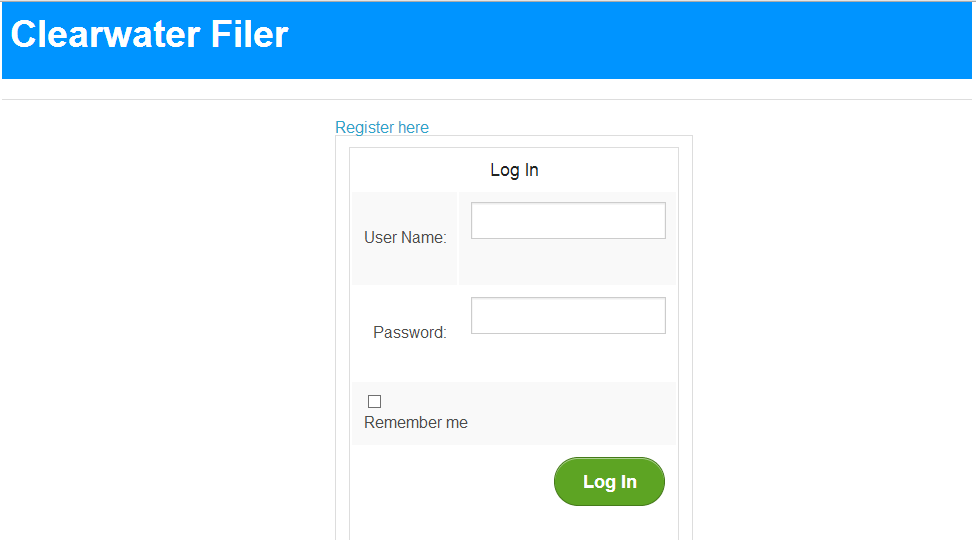 Clearwater Filer
Register here
Log In
User Name:
Password:
Remember me
Log In